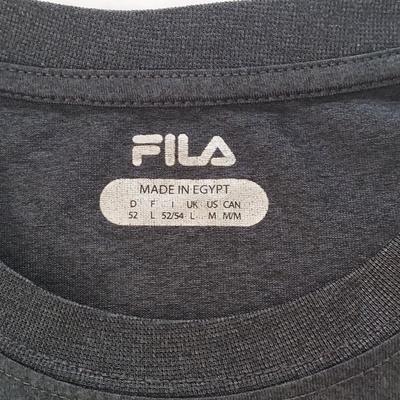 FILA
MADE IN EGYPT
D F I UK US CAN
52 L 52/54 L M M/M